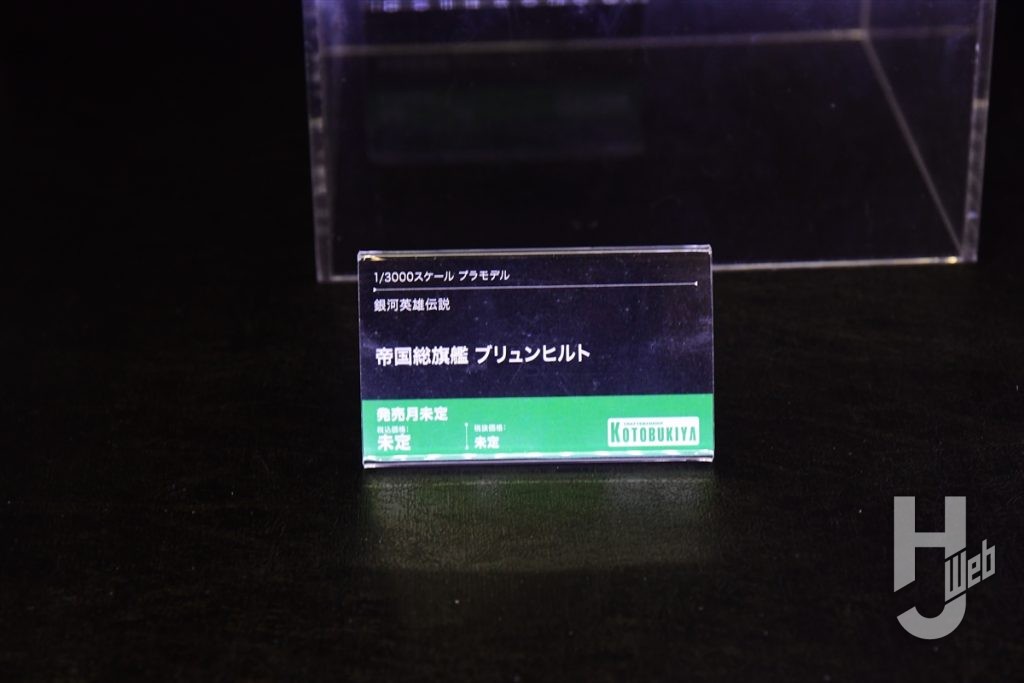 1/3000スケール プラモデル
銀河英雄伝説
帝国総旗艦 ブリュンヒルト
発売月未定
税込価格: 税抜価格:
未定 未定
KOTOBUKIYA
HJ Web